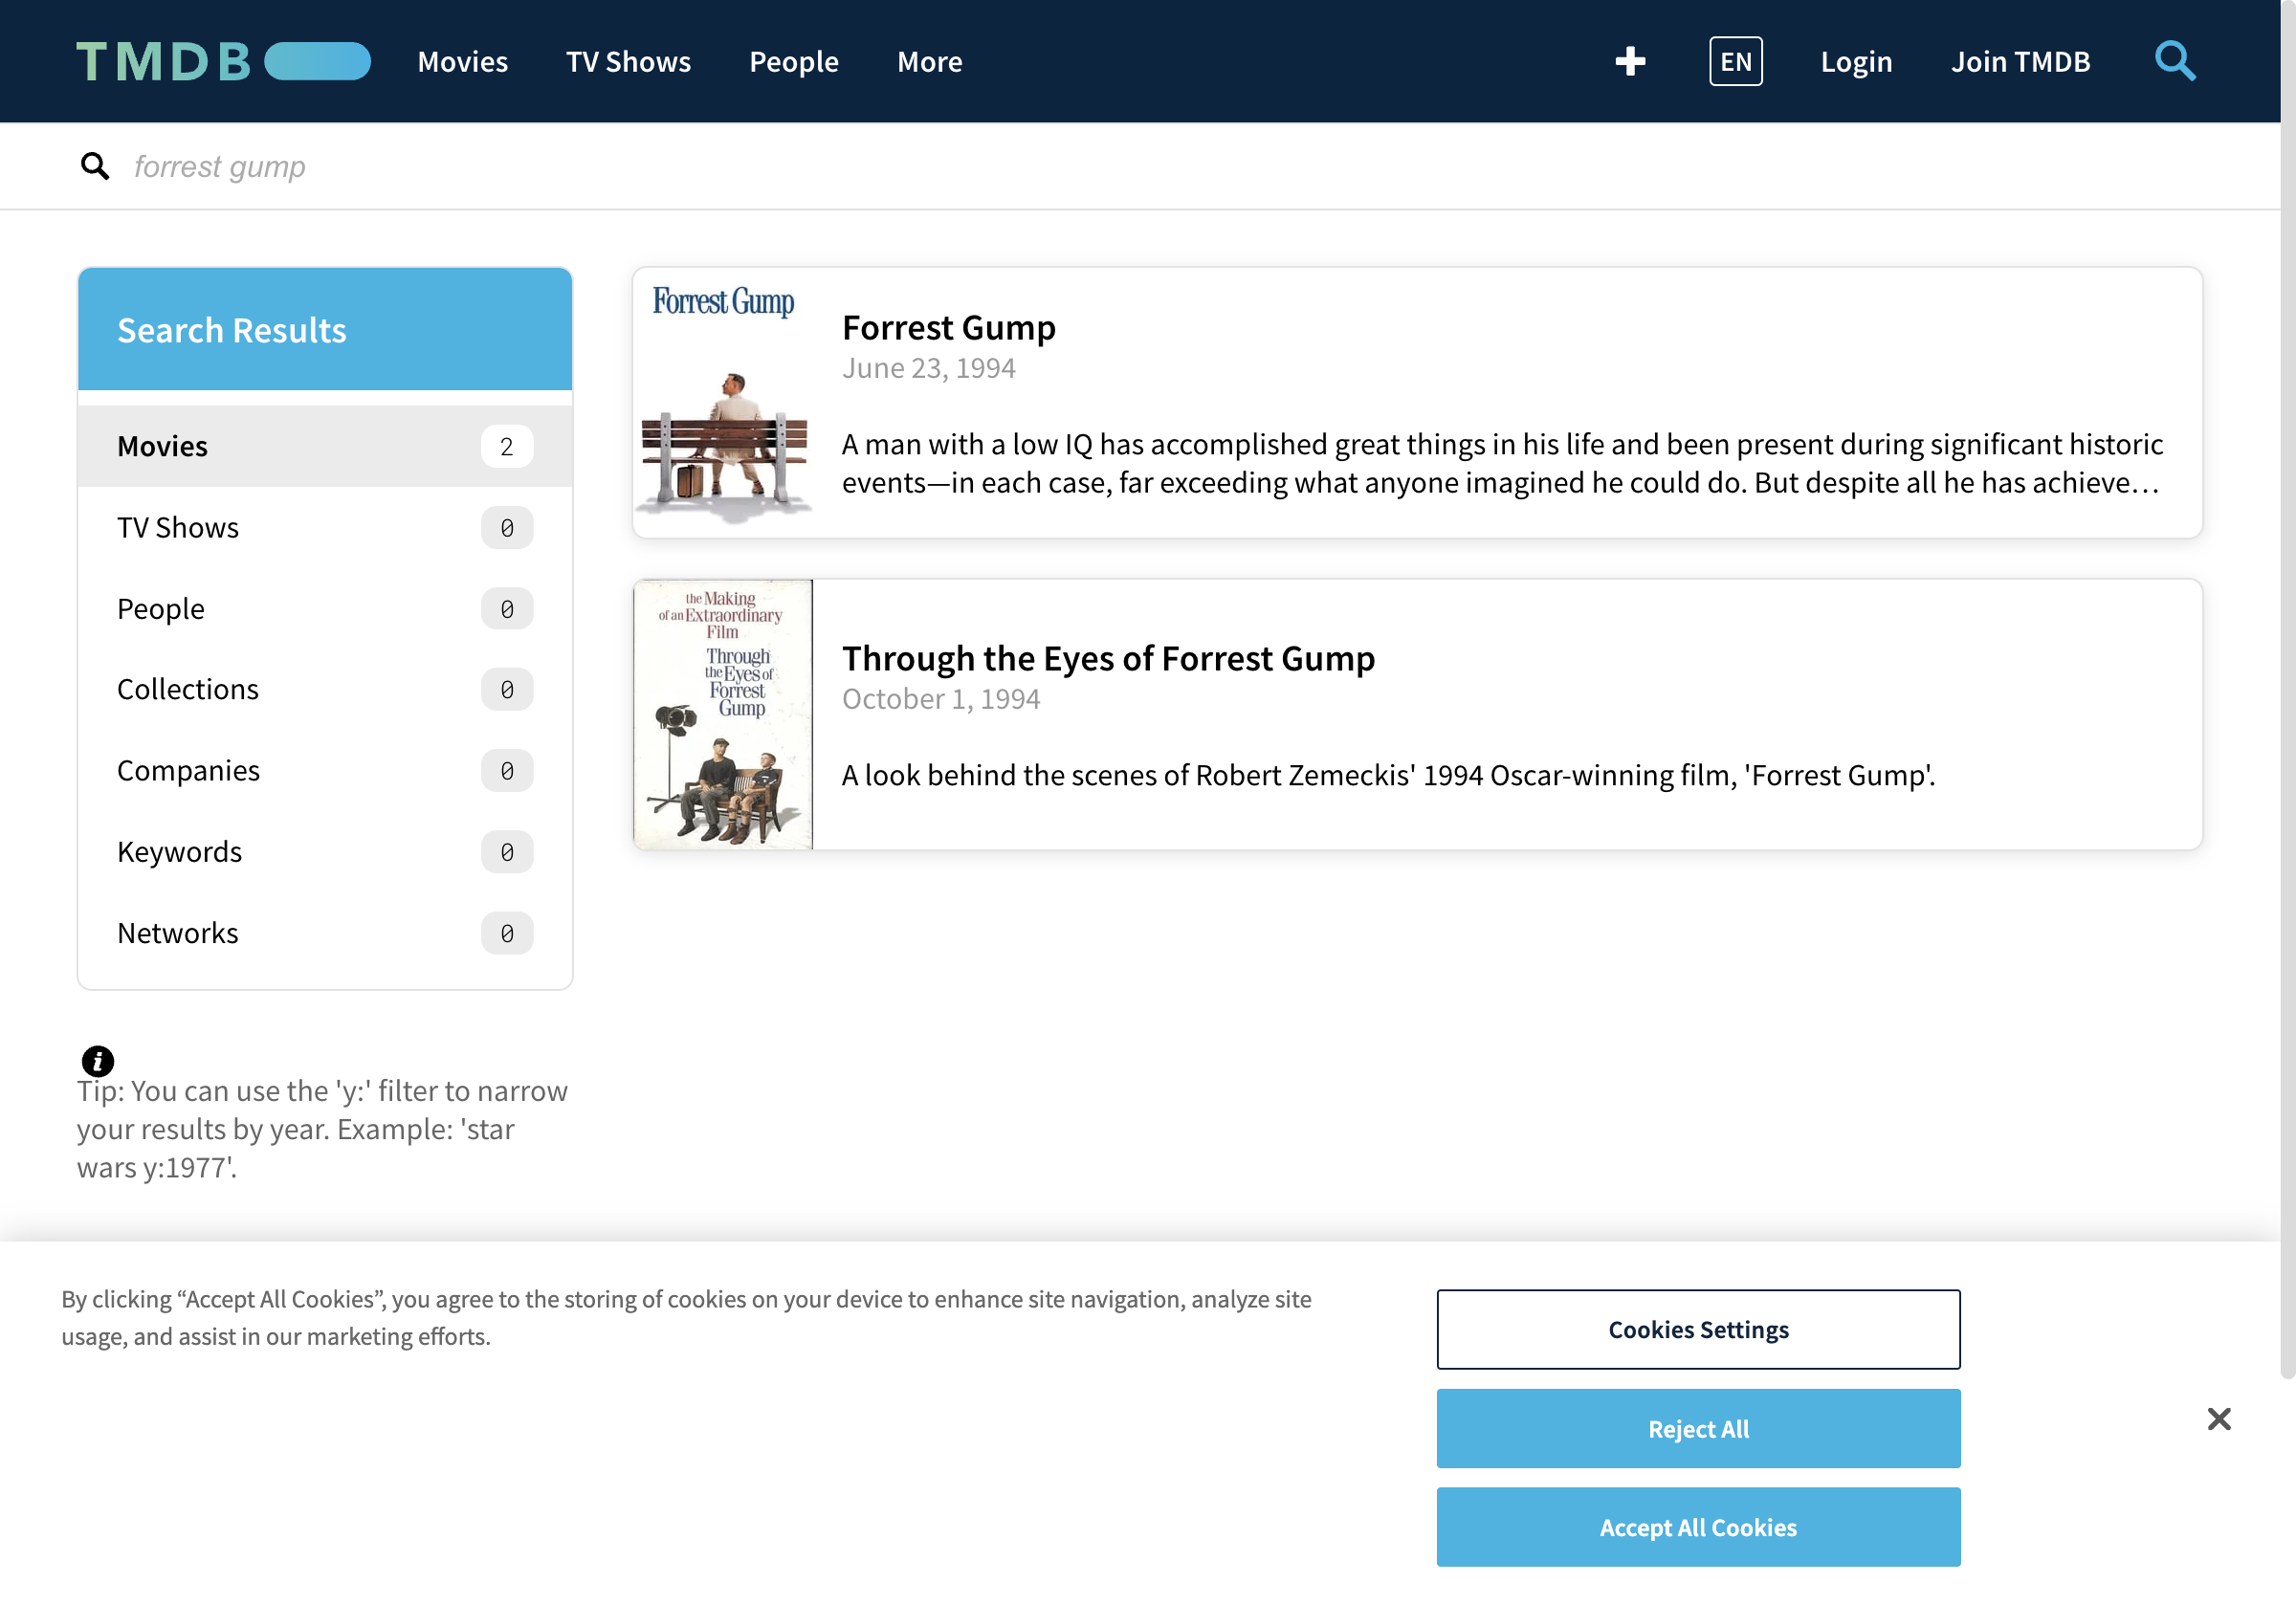 TMDB
Movies
TV Shows
People
More
EN
Login
Join TMDB
forrest gump
Search Results
Movies 2
TV Shows 0
People 0
Collections 0
Companies 0
Keywords 0
Networks 0
Tip: You can use the 'y:' filter to narrow
your results by year. Example: 'star
wars y:1977'.
Forrest Gump
Forrest Gump
June 23, 1994
A man with a low IQ has accomplished great things in his life and been present during significant historic
events—in each case, far exceeding what anyone imagined he could do. But despite all he has achieve…
the Making
of an Extraordinary
Film
Through
the Eyes of
Forrest
Gump
Through the Eyes of Forrest Gump
October 1, 1994
A look behind the scenes of Robert Zemeckis' 1994 Oscar-winning film, 'Forrest Gump'.
By clicking “Accept All Cookies”, you agree to the storing of cookies on your device to enhance site navigation, analyze site
usage, and assist in our marketing efforts.
Cookies Settings
Reject All
Accept All Cookies